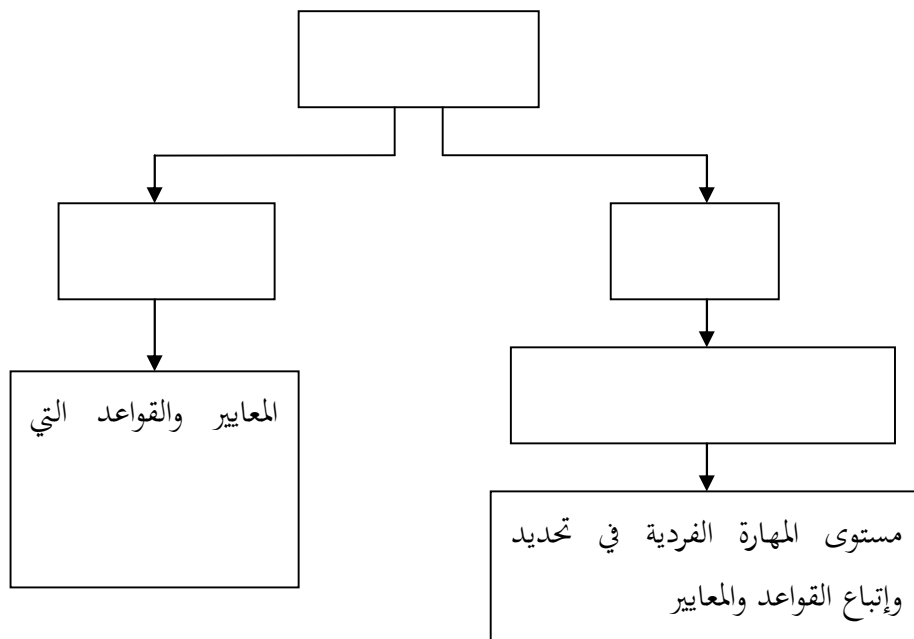 المعايير والقواعد التي
مستوى المهارة الفردية في تحديد
وإتباع القواعد والمعايير